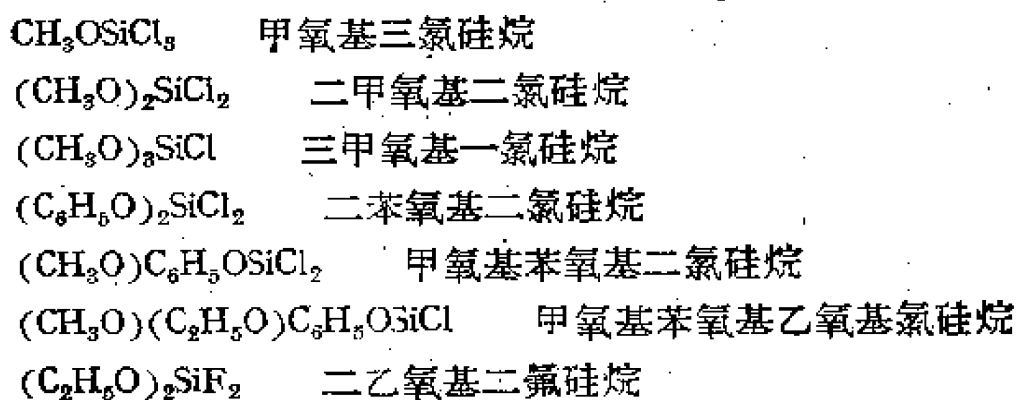 CH₃OSiCl₃ 甲氧基三氯硅烷
(CH₃O)₂SiCl₂ 二甲氧基二氯硅烷
(CH₃O)₃SiCl 三甲氧基一氯硅烷
(C₆H₅O)₂SiCl₂ 二苯氧基二氯硅烷
(CH₃O)C₆H₅OSiCl₂ 甲氧基苯氧基二氯硅烷
(CH₃O)(C₂H₅O)C₆H₅OSiCl 甲氧基苯氧基乙氧基氯硅烷
(C₂H₅O)₂SiF₂ 二乙氧基二氟硅烷